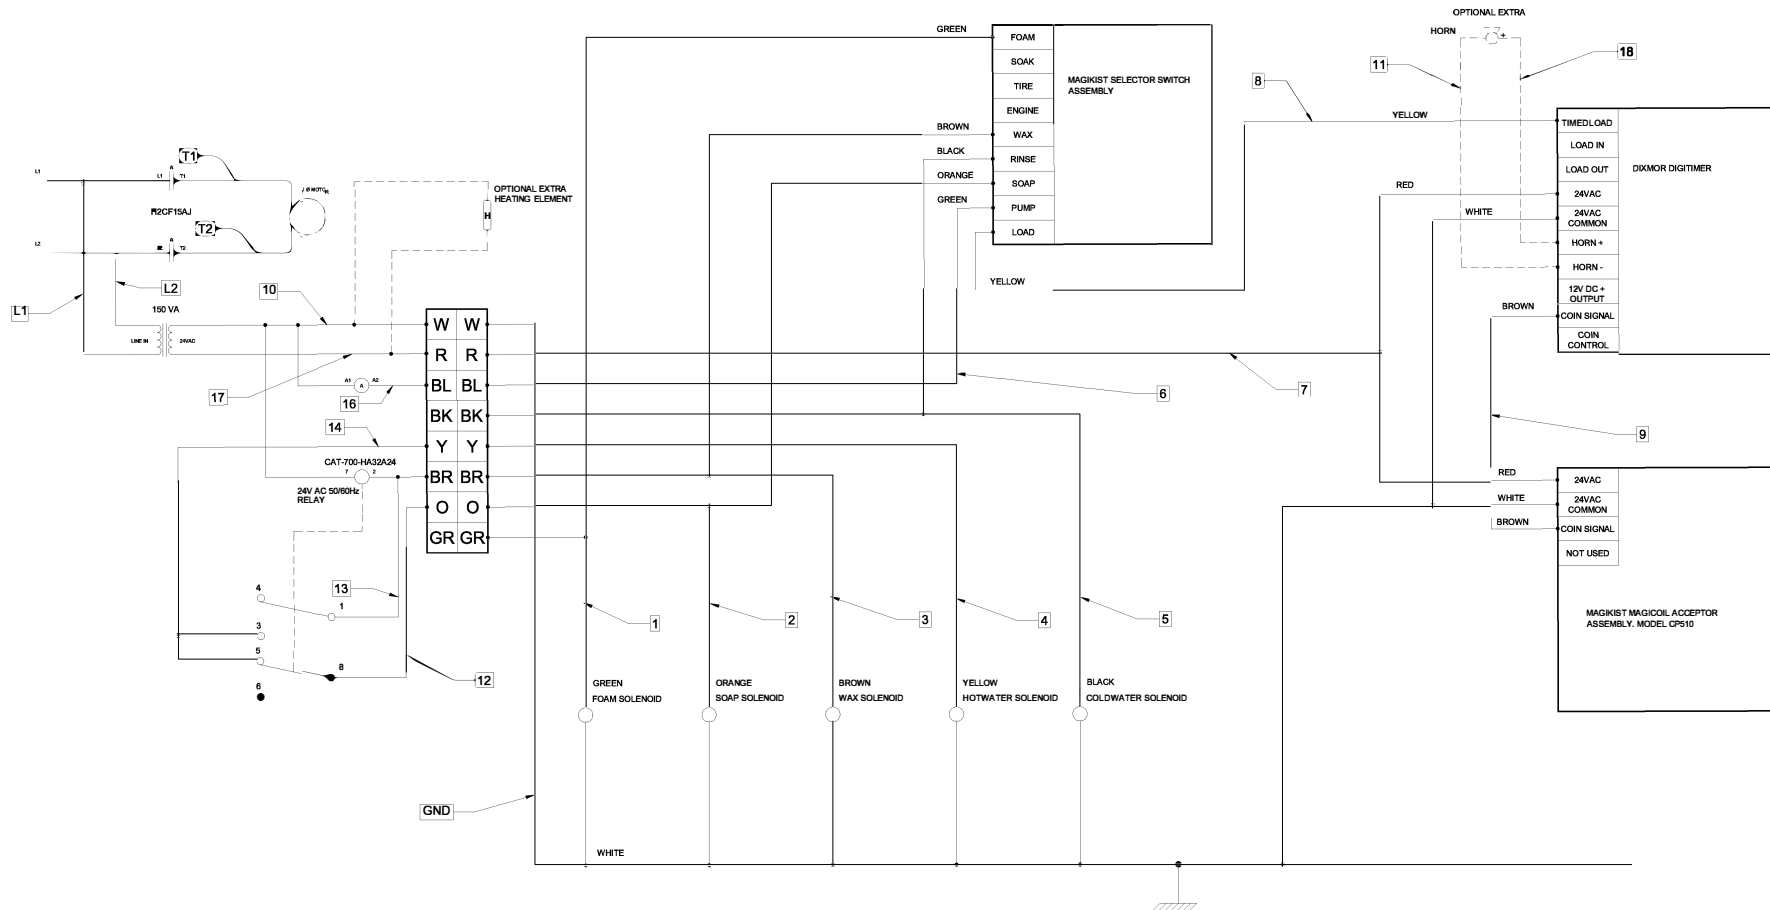 OPTIONAL EXTRA
HORN
+
18
11
8
YELLOW
GREEN
FOAM
SOAK
TIRE
ENGINE
WAX
RINSE
SOAP
PUMP
LOAD
MAGIKIST SELECTOR SWITCH
ASSEMBLY
BROWN
BLACK
ORANGE
GREEN
YELLOW
TIMEDLOAD
LOAD IN
LOAD OUT
24VAC
24VAC
COMMON
HORN +
HORN -
12V DC +
OUTPUT
COIN SIGNAL
COIN
CONTROL
DIXMOR DIGITIMER
RED
WHITE
BROWN
T1
L1
L1
A
T1
T2
L2
A
T2
OPTIONAL EXTRA
HEATING ELEMENT
H
L1
L2
150 VA
LINE IN
24VAC
10
17
A1
A
A2
16
14
CAT-700-HA32A24
7
2
24V AC 50/60Hz
RELAY
W W
R R
BL BL
BK BK
Y Y
BR BR
O O
GR GR
6
7
9
RED
WHITE
BROWN
24VAC
24VAC
COMMON
COIN SIGNAL
NOT USED
MAGIKIST MAGICOIL ACCEPTOR
ASSEMBLY. MODEL CP510
4
13
1
3
5
8
6
12
1
2
3
4
5
GREEN
FOAM SOLENOID
ORANGE
SOAP SOLENOID
BROWN
WAX SOLENOID
YELLOW
HOTWATER SOLENOID
BLACK
COLDWATER SOLENOID
GND
WHITE